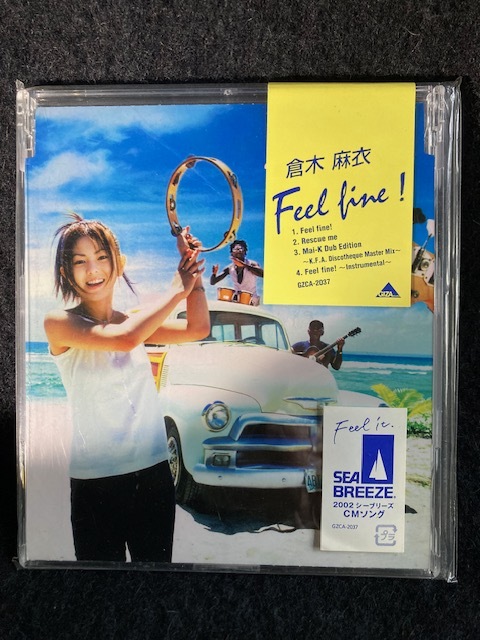 倉木 麻衣
Feel fine!
1. Feel fine!
2. Rescue me
3. Mai-K Dub Edition
～K.F.A. Discotheque Master Mix～
4. Feel fine! ～Instrumental～
GZCA-2037
GIZA
Feel it.
SEA
BREEZE®
2002 シーブリーズ
CMソング
GZCA-2037
プラ